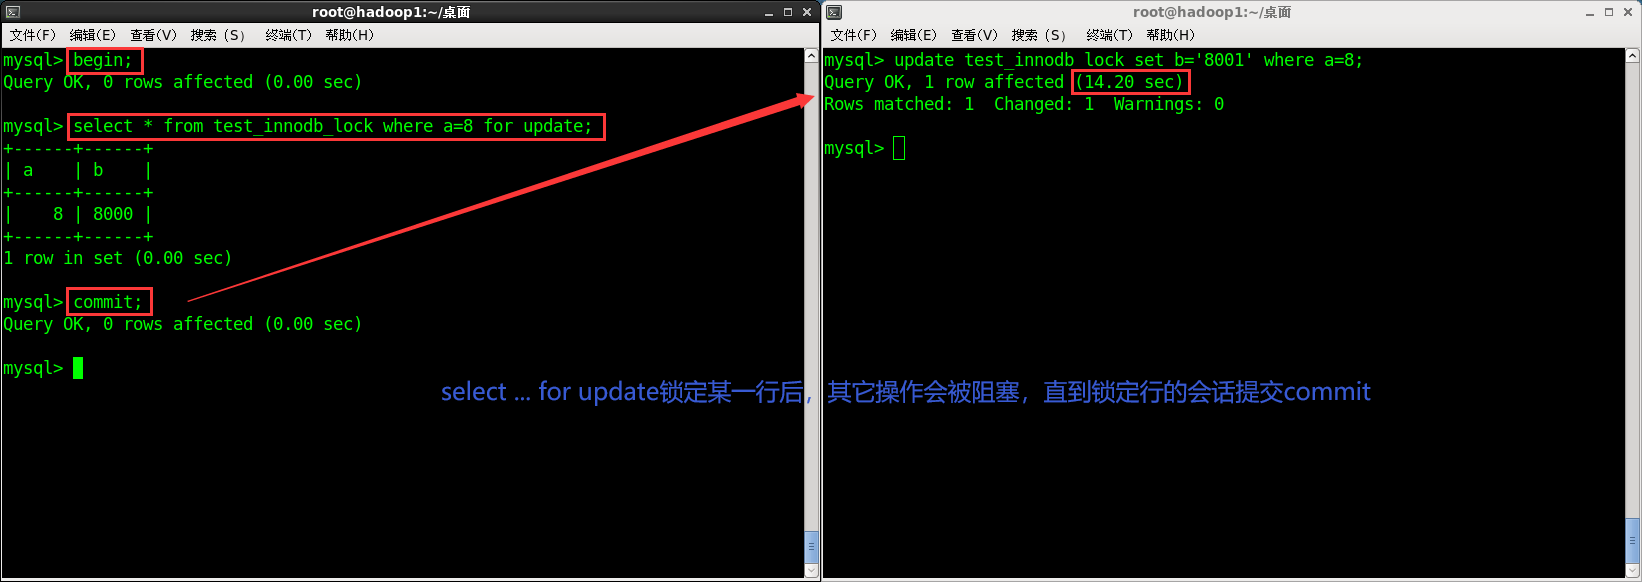 root@hadoop1:~/桌面
文件(F) 编辑(E) 查看(V) 搜索 (S) 终端(T) 帮助(H)
mysql> begin;
Query OK, 0 rows affected (0.00 sec)
mysql> select * from test_innodb_lock where a=8 for update;
+------+------+
| a    | b    |
+------+------+
|    8 | 8000 |
+------+------+
1 row in set (0.00 sec)
mysql> commit;
Query OK, 0 rows affected (0.00 sec)
mysql>
root@hadoop1:~/桌面
文件(F) 编辑(E) 查看(V) 搜索 (S) 终端(T) 帮助(H)
mysql> update test_innodb_lock set b='8001' where a=8;
Query OK, 1 row affected (14.20 sec)
Rows matched: 1  Changed: 1  Warnings: 0
mysql>
select ... for update锁定某一行后，其它操作会被阻塞，直到锁定行的会话提交commit